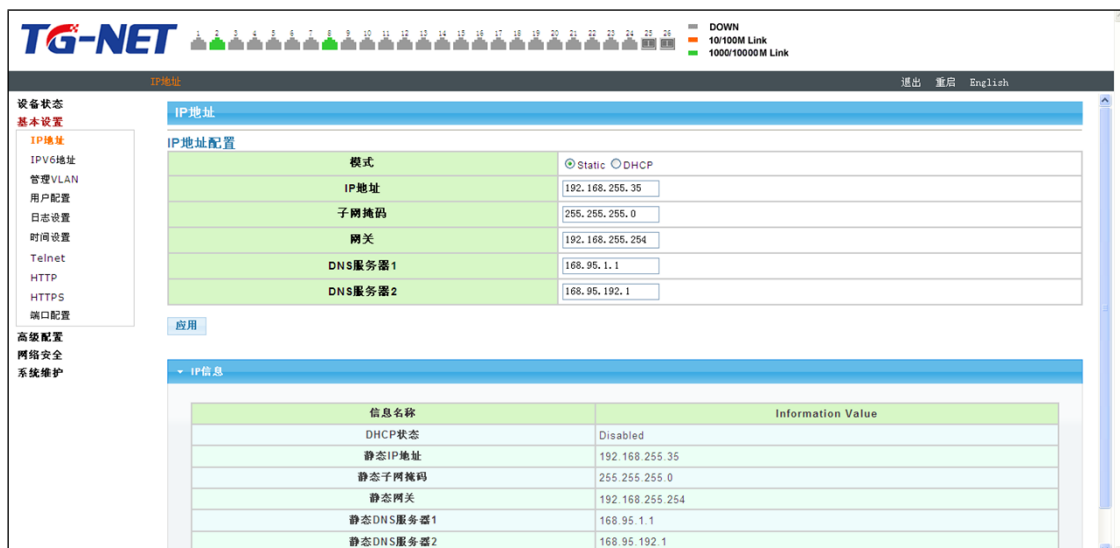 TG-NET
1 2 3 4 5 6 7 8 9 10 11 12 13 14 15 16 17 18 19 20 21 22 23 24 25 26
DOWN
10/100M Link
1000/10000M Link
IP地址 退出 重启 English
设备状态
基本设置
IP地址
IPV6地址
管理VLAN
用户配置
日志设置
时间设置
Telnet
HTTP
HTTPS
端口配置
高级配置
网络安全
系统维护
IP地址
IP地址配置
模式 Static DHCP
IP地址 192.168.255.35
子网掩码 255.255.255.0
网关 192.168.255.254
DNS服务器1 168.95.1.1
DNS服务器2 168.95.192.1
应用
IP信息
信息名称 Information Value
DHCP状态 Disabled
静态IP地址 192.168.255.35
静态子网掩码 255.255.255.0
静态网关 192.168.255.254
静态DNS服务器1 168.95.1.1
静态DNS服务器2 168.95.192.1